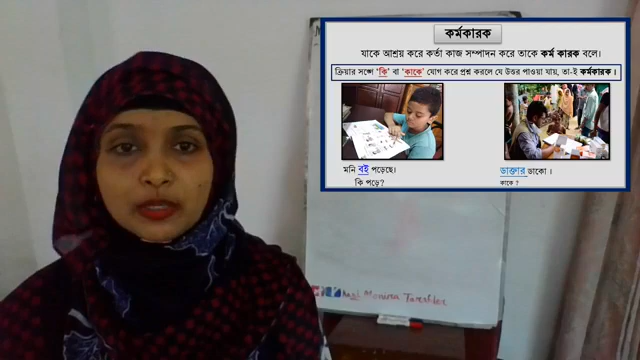 কর্মকারক
যাকে আশ্রয় করে কর্তা কাজ সম্পাদন করে তাকে কর্ম কারক বলে।
ক্রিয়ার সঙ্গে 'কি' বা 'কাকে' যোগ করে প্রশ্ন করলে যে উত্তর পাওয়া যায়, তা-ই কর্মকারক।
মনি বই পড়েছে।
কি পড়ে?
ডাক্তার ডাকো।
কাকে ?